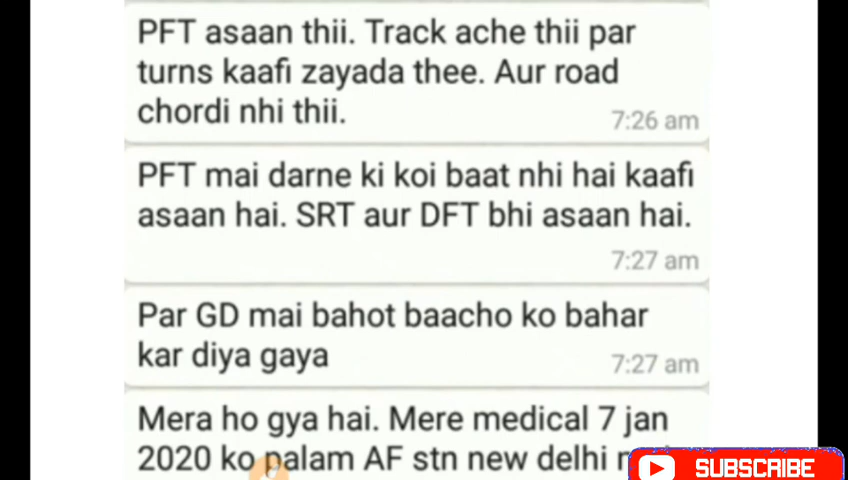 PFT asaan thii. Track ache thii par
turns kaafi zayada thee. Aur road
chordi nhi thii.
7:26 am
PFT mai darne ki koi baat nhi hai kaafi
asaan hai. SRT aur DFT bhi asaan hai.
7:27 am
Par GD mai bahot baacho ko bahar
kar diya gaya
7:27 am
Mera ho gya hai. Mere medical 7 jan
2020 ko palam AF stn new delhi
SUBSCRIBE